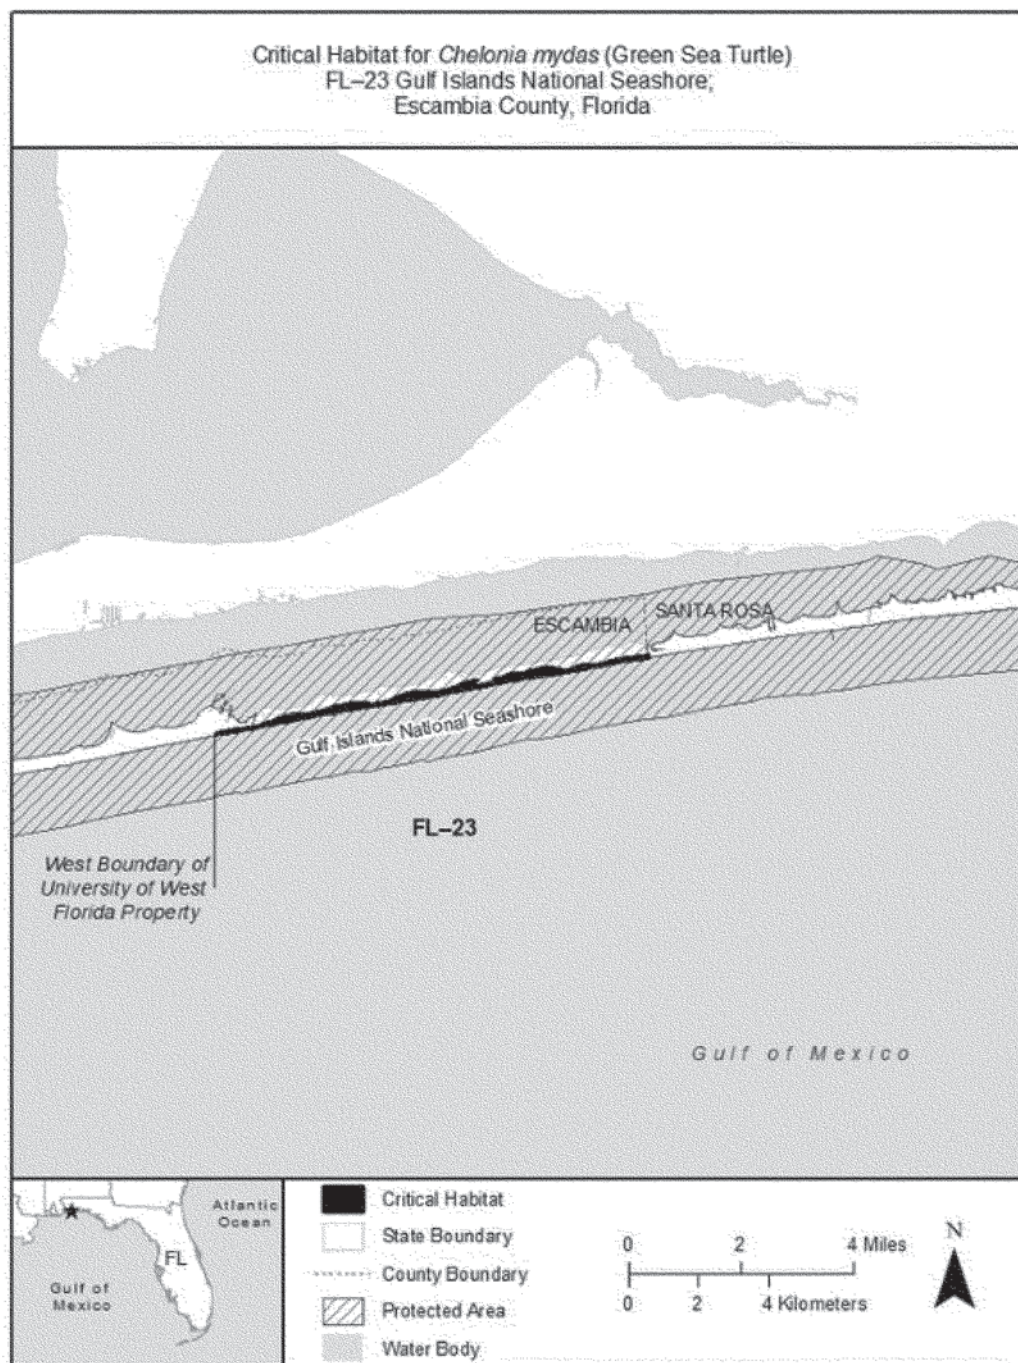 Critical Habitat for Chelonia mydas (Green Sea Turtle)
FL–23 Gulf Islands National Seashore;
Escambia County, Florida
ESCAMBIA
SANTA ROSA
Gulf Islands National Seashore
FL–23
West Boundary of
University of West
Florida Property
Gulf of Mexico
Atlantic
Ocean
FL
Gulf of
Mexico
Critical Habitat
State Boundary
County Boundary
Protected Area
Water Body
0 2 4 Miles
0 2 4 Kilometers
N